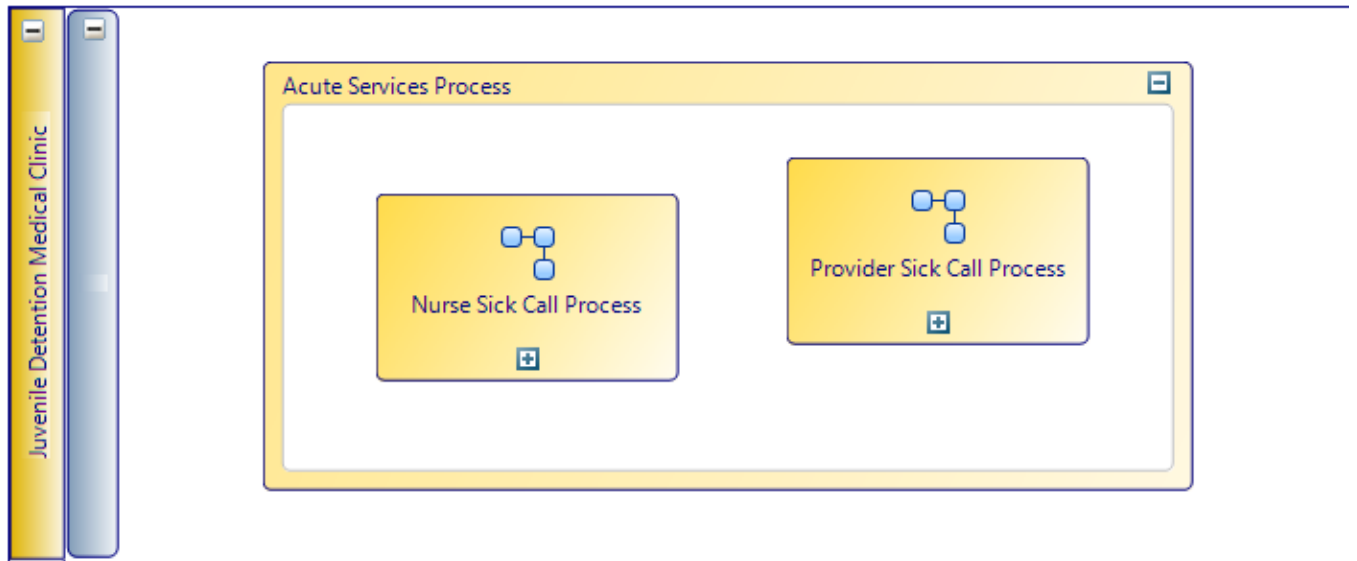 Juvenile Detention Medical Clinic
Acute Services Process
Nurse Sick Call Process
Provider Sick Call Process